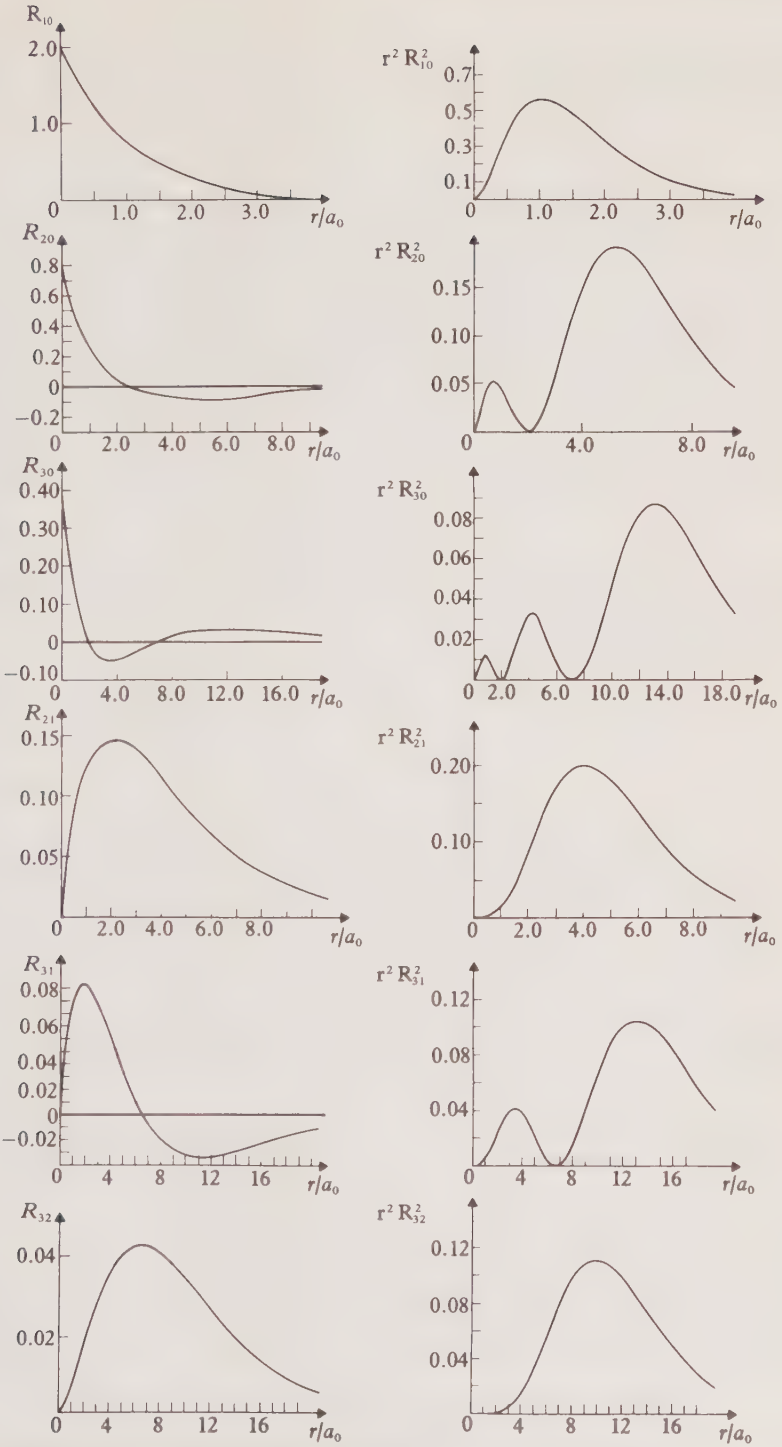 R₁₀
2.0
1.0
0 1.0 2.0 3.0 r/a₀
r² R²₁₀
0.7
0.5
0.3
0.1
0 1.0 2.0 3.0 r/a₀
R₂₀
0.8
0.6
0.4
0.2
0
−0.2
0 2.0 4.0 6.0 8.0 r/a₀
r² R²₂₀
0.15
0.10
0.05
0 4.0 8.0 r/a₀
R₃₀
0.40
0.30
0.20
0.10
0
−0.10
0 4.0 8.0 12.0 16.0 r/a₀
r² R²₃₀
0.08
0.06
0.04
0.02
0 2.0 6.0 10.0 14.0 18.0 r/a₀
R₂₁
0.15
0.10
0.05
0 2.0 4.0 6.0 8.0 r/a₀
r² R²₂₁
0.20
0.10
0 2.0 4.0 6.0 8.0 r/a₀
R₃₁
0.08
0.06
0.04
0.02
0
−0.02
0 4 8 12 16 r/a₀
r² R²₃₁
0.12
0.08
0.04
0 4 8 12 16 r/a₀
R₃₂
0.04
0.02
0 4 8 12 16 r/a₀
r² R²₃₂
0.12
0.08
0.04
0 4 8 12 16 r/a₀